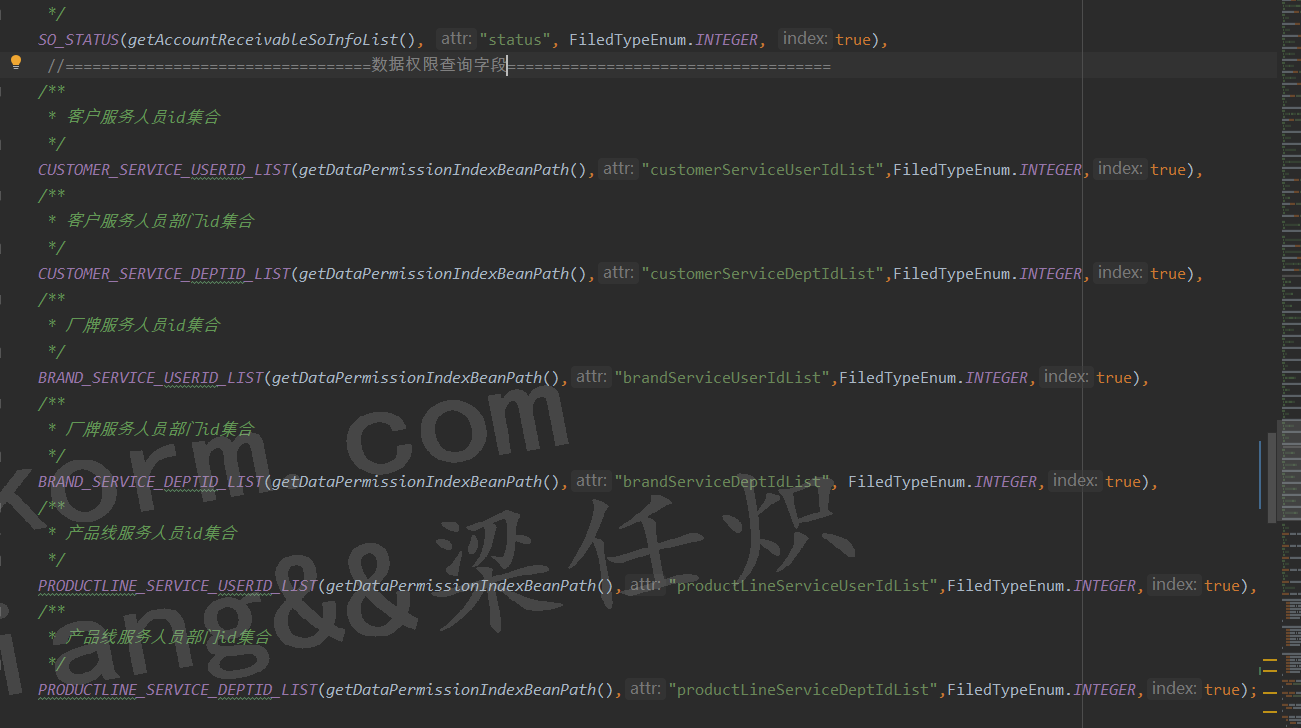 */
SO_STATUS(getAccountReceivableSoInfoList(), attr: "status", FiledTypeEnum.INTEGER, index: true),
//==================================数据权限查询字段====================================
/**
* 客户服务人员id集合
*/
CUSTOMER_SERVICE_USERID_LIST(getDataPermissionIndexBeanPath(), attr: "customerServiceUserIdList",FiledTypeEnum.INTEGER, index: true),
/**
* 客户服务人员部门id集合
*/
CUSTOMER_SERVICE_DEPTID_LIST(getDataPermissionIndexBeanPath(), attr: "customerServiceDeptIdList",FiledTypeEnum.INTEGER, index: true),
/**
* 厂牌服务人员id集合
*/
BRAND_SERVICE_USERID_LIST(getDataPermissionIndexBeanPath(), attr: "brandServiceUserIdList",FiledTypeEnum.INTEGER, index: true),
/**
* 厂牌服务人员部门id集合
*/
BRAND_SERVICE_DEPTID_LIST(getDataPermissionIndexBeanPath(), attr: "brandServiceDeptIdList", FiledTypeEnum.INTEGER, index: true),
/**
* 产品线服务人员id集合
*/
PRODUCTLINE_SERVICE_USERID_LIST(getDataPermissionIndexBeanPath(), attr: "productLineServiceUserIdList",FiledTypeEnum.INTEGER, index: true),
/**
* 产品线服务人员部门id集合
*/
PRODUCTLINE_SERVICE_DEPTID_LIST(getDataPermissionIndexBeanPath(), attr: "productLineServiceDeptIdList",FiledTypeEnum.INTEGER, index: true);
korm.com
iang&&梁任炽